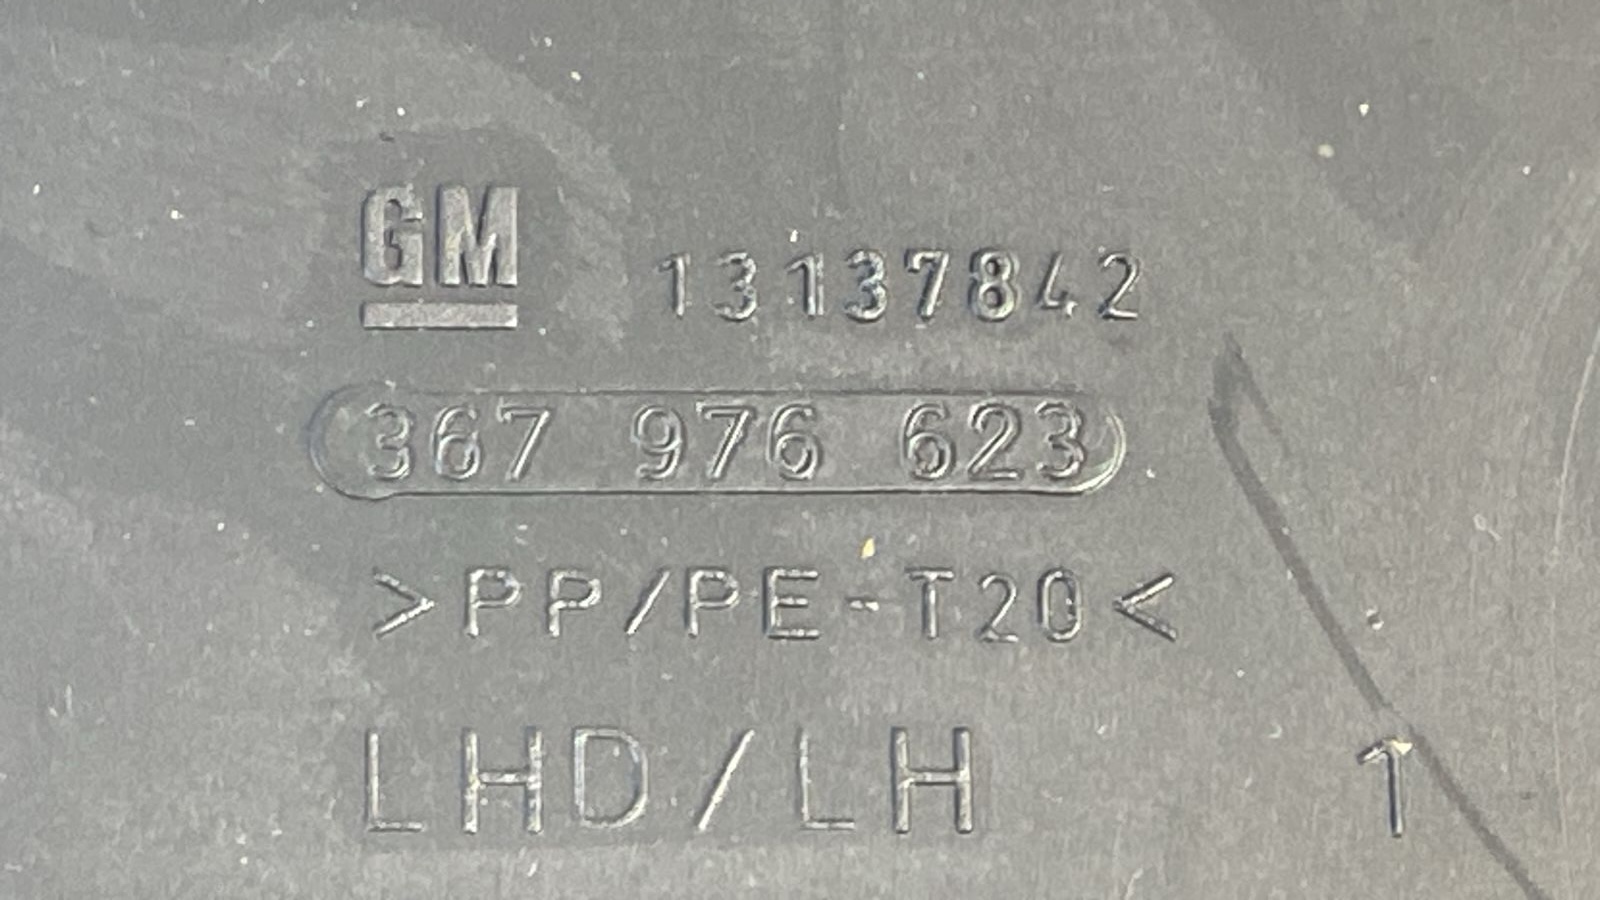 GM 13137842
367 976 623
>PP/PE-T20<
LHD/LH 1